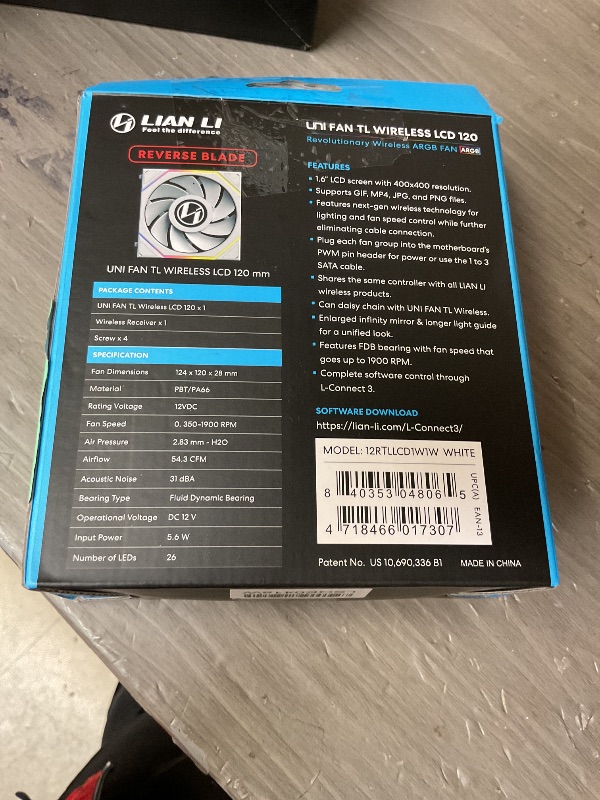 LIAN LI
Feel the difference
REVERSE BLADE
UNI FAN TL WIRELESS LCD 120 mm
PACKAGE CONTENTS
UNI FAN TL Wireless LCD 120 x 1
Wireless Receiver x 1
Screw x 4
SPECIFICATION
Fan Dimensions 124 x 120 x 28 mm
Material PBT/PA66
Rating Voltage 12VDC
Fan Speed 0, 350-1900 RPM
Air Pressure 2.83 mm - H2O
Airflow 54.3 CFM
Acoustic Noise 31 dBA
Bearing Type Fluid Dynamic Bearing
Operational Voltage DC 12 V
Input Power 5.6 W
Number of LEDs 26
UNI FAN TL WIRELESS LCD 120
Revolutionary Wireless ARGB FAN ARGB
FEATURES
▪ 1.6" LCD screen with 400x400 resolution.
▪ Supports GIF, MP4, JPG, and PNG files.
▪ Features next-gen wireless technology for
lighting and fan speed control while further
eliminating cable connection.
▪ Plug each fan group into the motherboard's
PWM pin header for power or use the 1 to 3
SATA cable.
▪ Shares the same controller with all LIAN LI
wireless products.
▪ Can daisy chain with UNI FAN TL Wireless.
▪ Enlarged infinity mirror & longer light guide
for a unified look.
▪ Features FDB bearing with fan speed that
goes up to 1900 RPM.
▪ Complete software control through
L-Connect 3.
SOFTWARE DOWNLOAD
https://lian-li.com/L-Connect3/
MODEL: 12RTLLCD1W1W WHITE
8 40353 04806 5
UPC(A)
4 718466 017307
EAN-13
Patent No. US 10,690,336 B1 MADE IN CHINA